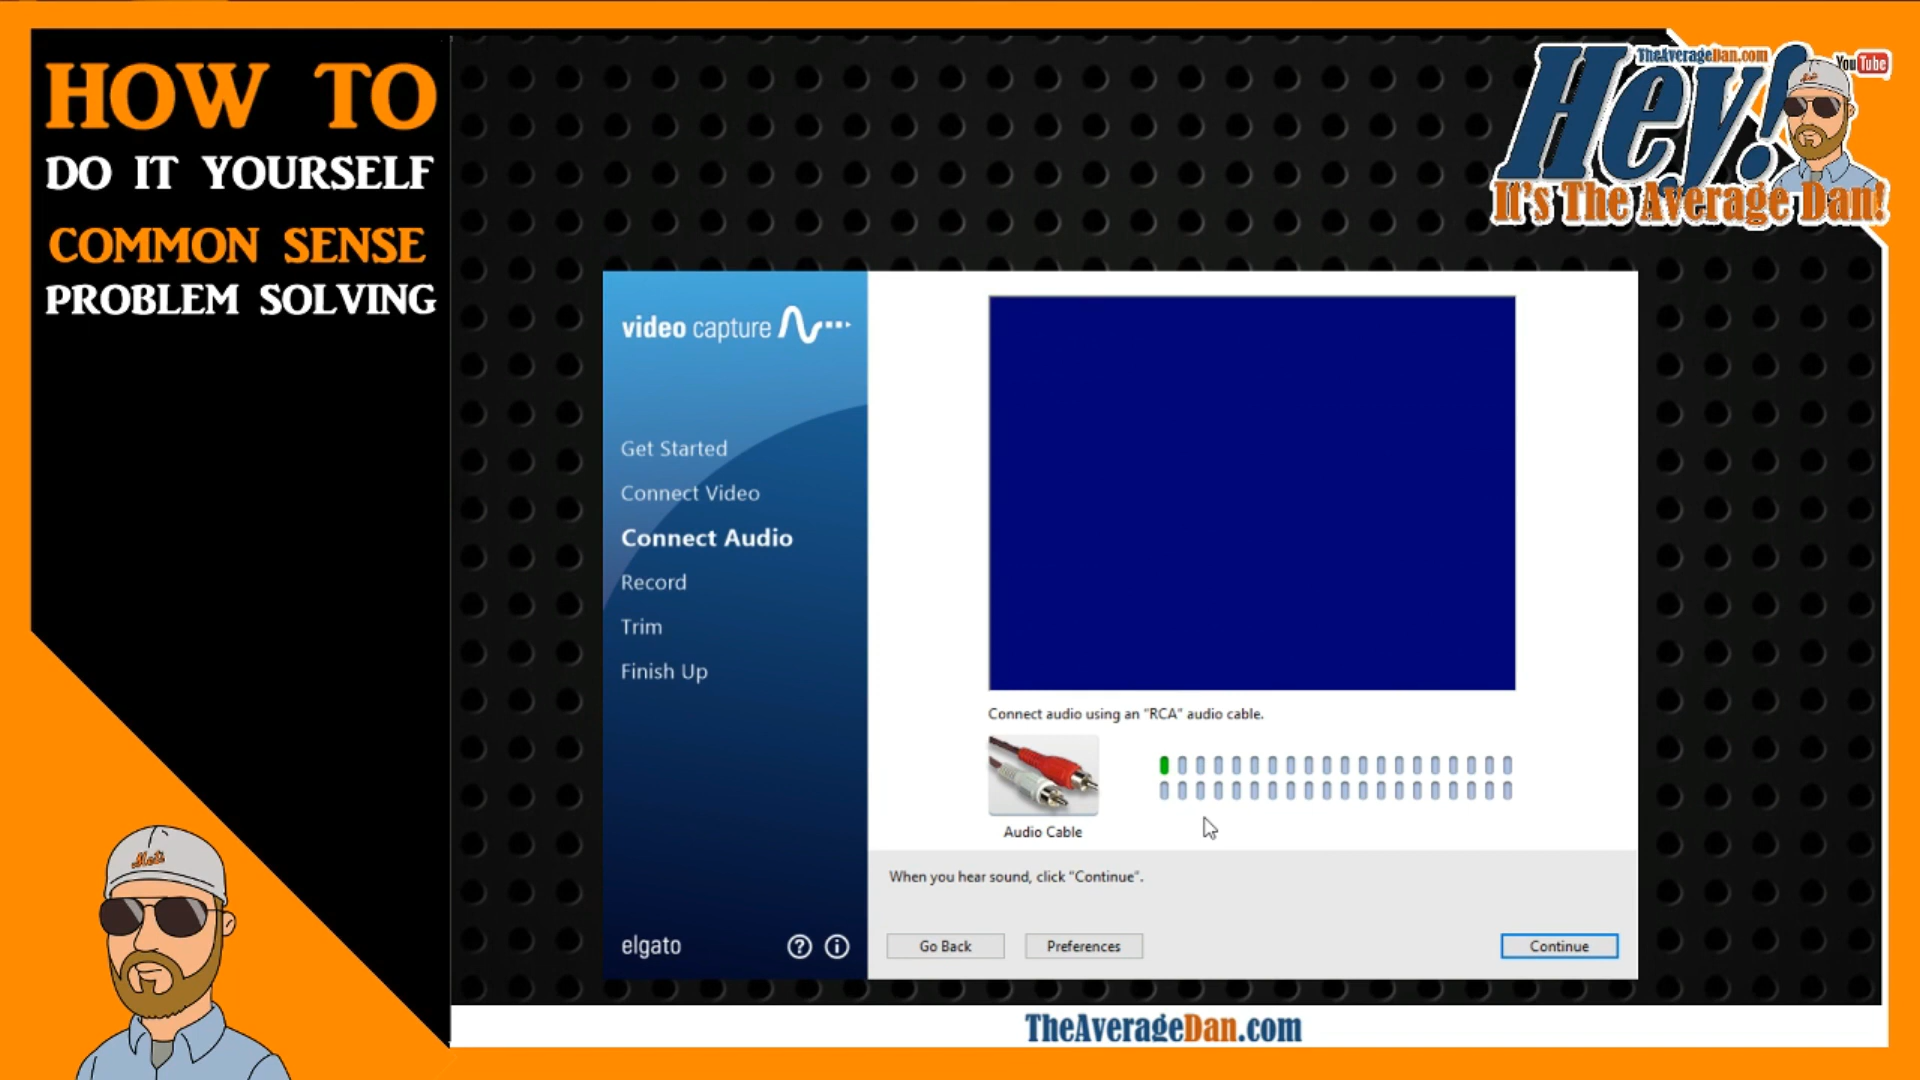 HOW TO
DO IT YOURSELF
COMMON SENSE
PROBLEM SOLVING
TheAverageDan.com
YouTube
Hey!
It's The Average Dan!
video capture
Get Started
Connect Video
Connect Audio
Record
Trim
Finish Up
elgato
?
i
Connect audio using an "RCA" audio cable.
Audio Cable
When you hear sound, click "Continue".
Go Back
Preferences
Continue
Mets
TheAverageDan.com